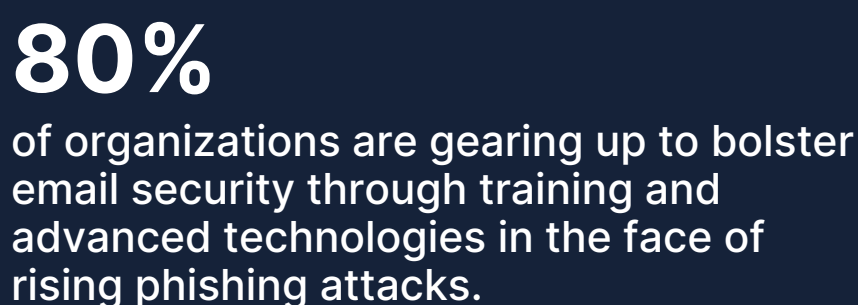 80%
of organizations are gearing up to bolster
email security through training and
advanced technologies in the face of
rising phishing attacks.